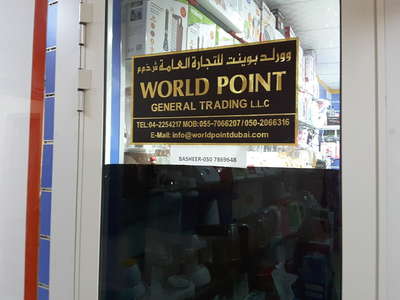 وورلد بوينت للتجارة العامة ش ذ م م
WORLD POINT
GENERAL TRADING LLC
TEL:04-2254217 MOB:055-7066207/050-2066316
E-Mail: info@worldpointdubai.com
BASHEER-050 7869648